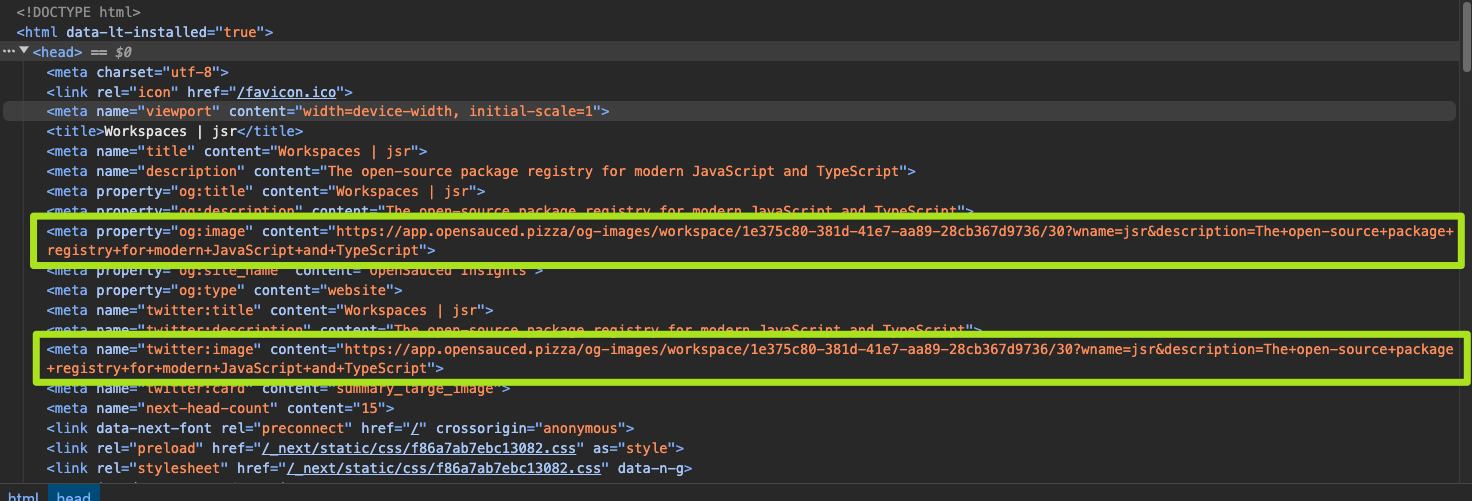 <!DOCTYPE html>
<html data-lt-installed="true">
<head> == $0
<meta charset="utf-8">
<link rel="icon" href="/favicon.ico">
<meta name="viewport" content="width=device-width, initial-scale=1">
<title>Workspaces | jsr</title>
<meta name="title" content="Workspaces | jsr">
<meta name="description" content="The open-source package registry for modern JavaScript and TypeScript">
<meta property="og:title" content="Workspaces | jsr">
<meta property="og:description" content="The open-source package registry for modern JavaScript and TypeScript">
<meta property="og:image" content="https://app.opensauced.pizza/og-images/workspace/1e375c80-381d-41e7-aa89-28cb367d9736/30?wname=jsr&description=The+open-source+package+
registry+for+modern+JavaScript+and+TypeScript">
<meta property="og:site_name" content="OpenSauced Insights">
<meta property="og:type" content="website">
<meta name="twitter:title" content="Workspaces | jsr">
<meta name="twitter:description" content="The open-source package registry for modern JavaScript and TypeScript">
<meta name="twitter:image" content="https://app.opensauced.pizza/og-images/workspace/1e375c80-381d-41e7-aa89-28cb367d9736/30?wname=jsr&description=The+open-source+package
+registry+for+modern+JavaScript+and+TypeScript">
<meta name="twitter:card" content="summary_large_image">
<meta name="next-head-count" content="15">
<link data-next-font rel="preconnect" href="/" crossorigin="anonymous">
<link rel="preload" href="/_next/static/css/f86a7ab7ebc13082.css" as="style">
<link rel="stylesheet" href="/_next/static/css/f86a7ab7ebc13082.css" data-n-g>
html head